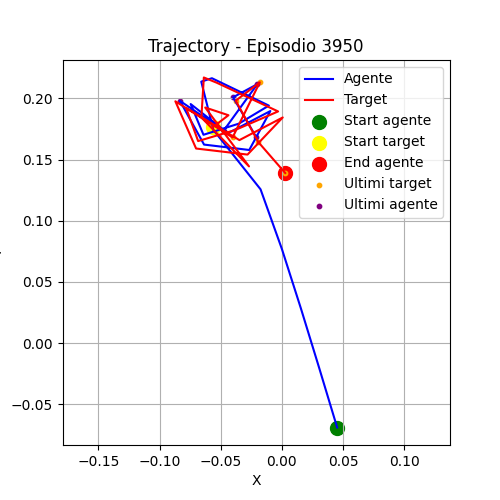 Trajectory - Episodio 3950
Agente
Target
Start agente
Start target
End agente
Ultimi target
Ultimi agente
0.20
0.15
0.10
0.05
0.00
−0.05
−0.15
−0.10
−0.05
0.00
0.05
0.10
X